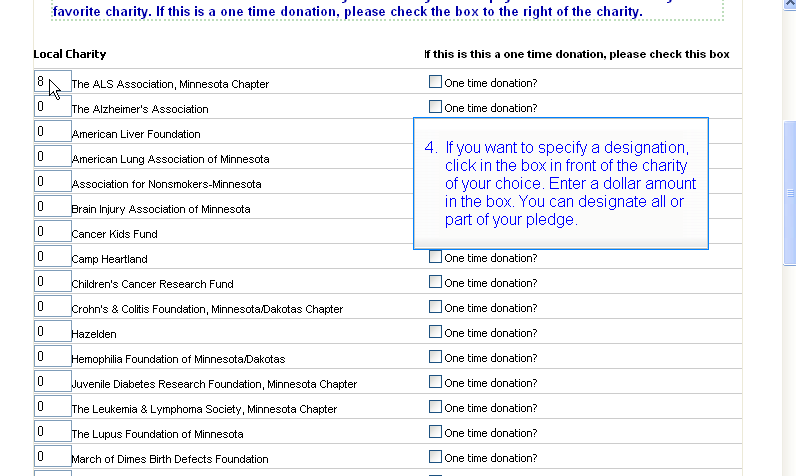 favorite charity. If this is a one time donation, please check the box to the right of the charity.
Local Charity If this is this a one time donation, please check this box
8 The ALS Association, Minnesota Chapter One time donation?
0 The Alzheimer's Association One time donation?
0 American Liver Foundation
0 American Lung Association of Minnesota
0 Association for Nonsmokers-Minnesota
0 Brain Injury Association of Minnesota
0 Cancer Kids Fund
4. If you want to specify a designation,
click in the box in front of the charity
of your choice. Enter a dollar amount
in the box. You can designate all or
part of your pledge.
0 Camp Heartland One time donation?
0 Children's Cancer Research Fund One time donation?
0 Crohn's & Colitis Foundation, Minnesota/Dakotas Chapter One time donation?
0 Hazelden One time donation?
0 Hemophilia Foundation of Minnesota/Dakotas One time donation?
0 Juvenile Diabetes Research Foundation, Minnesota Chapter One time donation?
0 The Leukemia & Lymphoma Society, Minnesota Chapter One time donation?
0 The Lupus Foundation of Minnesota One time donation?
0 March of Dimes Birth Defects Foundation One time donation?